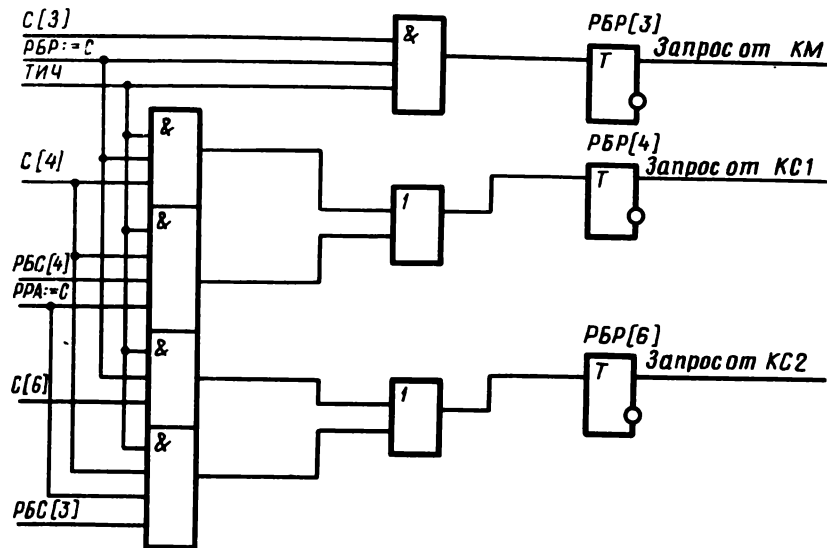 С[3]
РБР:=С
ТИЧ
&
РБР[3]
Т
Запрос от КМ
&
С[4]
&
1
РБР[4]
Т
Запрос от КС1
РБС[4]
РРА:=С
&
С[6]
&
1
РБР[6]
Т
Запрос от КС2
РБС[3]